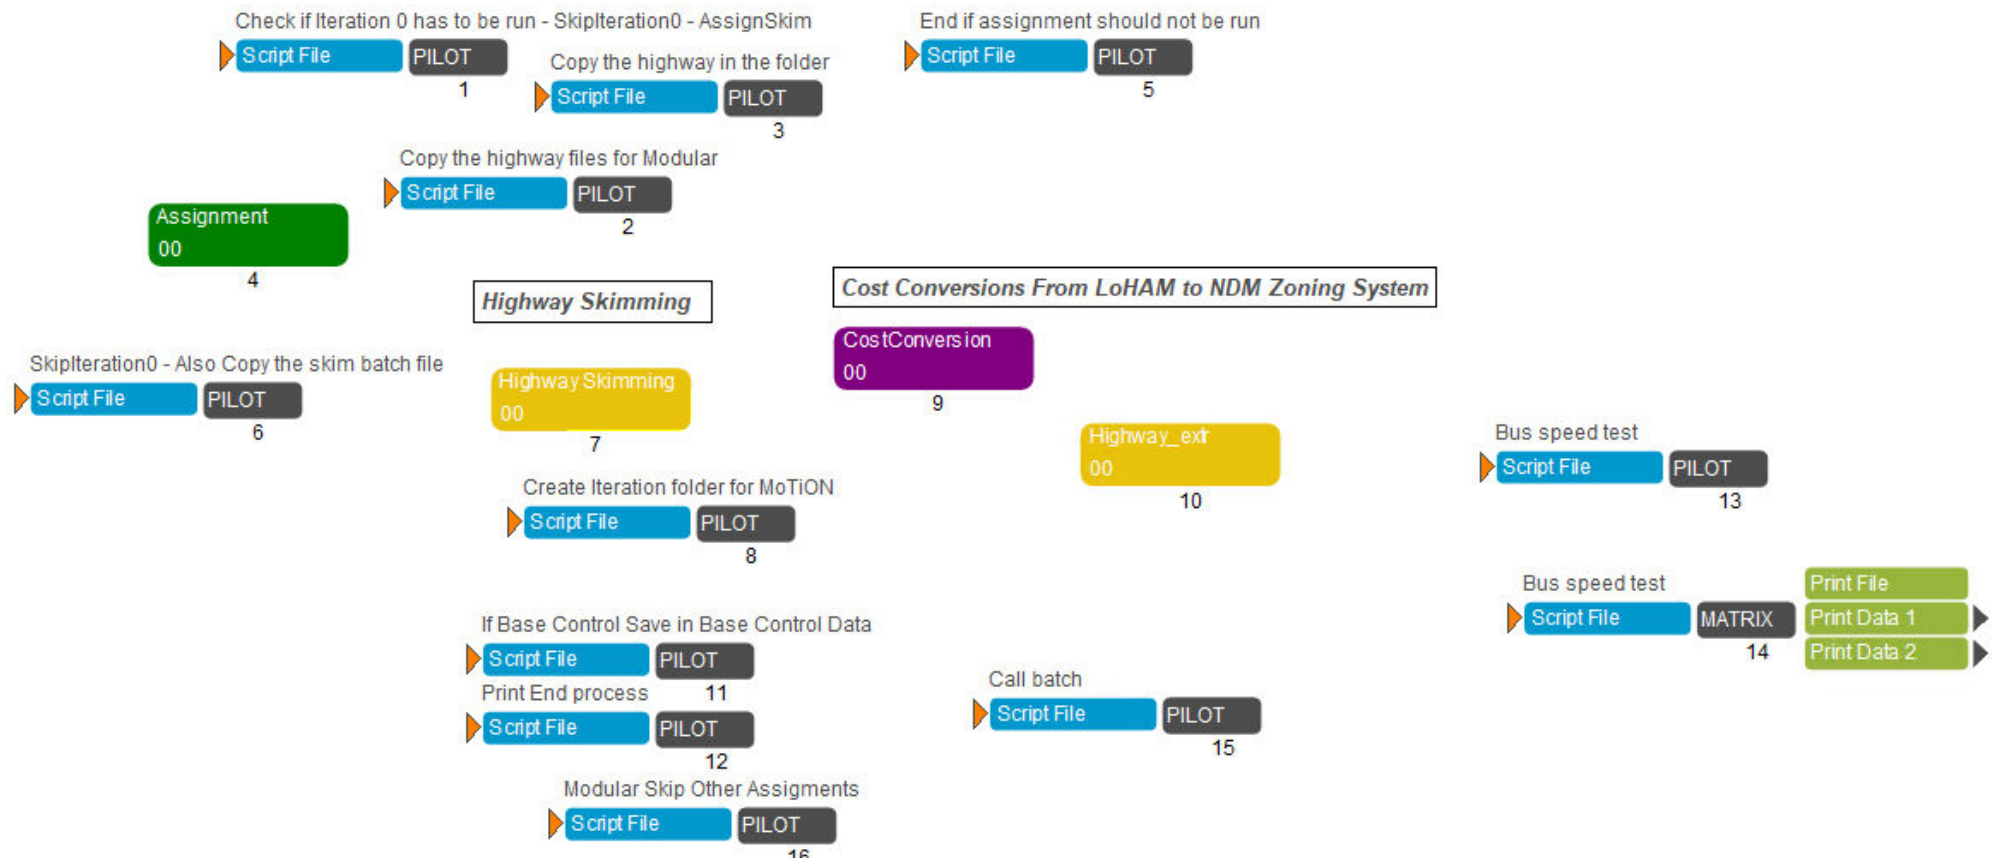 Check if Iteration 0 has to be run - SkipIteration0 - AssignSkim
Script File PILOT
1
Copy the highway in the folder
Script File PILOT
3
End if assignment should not be run
Script File PILOT
5
Copy the highway files for Modular
Script File PILOT
2
Assignment
00
4
Highway Skimming
Cost Conversions From LoHAM to NDM Zoning System
SkipIteration0 - Also Copy the skim batch file
Script File PILOT
6
Highway Skimming
00
7
CostConversion
00
9
Highway_extr
00
10
Create Iteration folder for MoTiON
Script File PILOT
8
Bus speed test
Script File PILOT
13
Bus speed test
Script File MATRIX
14
Print File
Print Data 1
Print Data 2
If Base Control Save in Base Control Data
Script File PILOT
11
Print End process
Script File PILOT
12
Call batch
Script File PILOT
15
Modular Skip Other Assigments
Script File PILOT
16